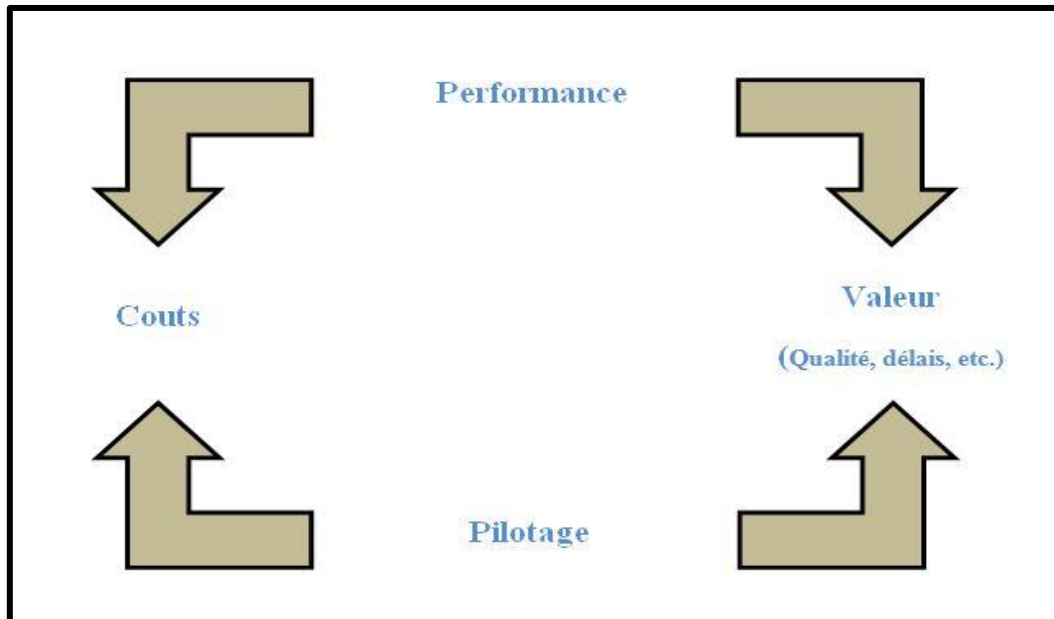 Performance
Couts
Valeur
(Qualité, délais, etc.)
Pilotage